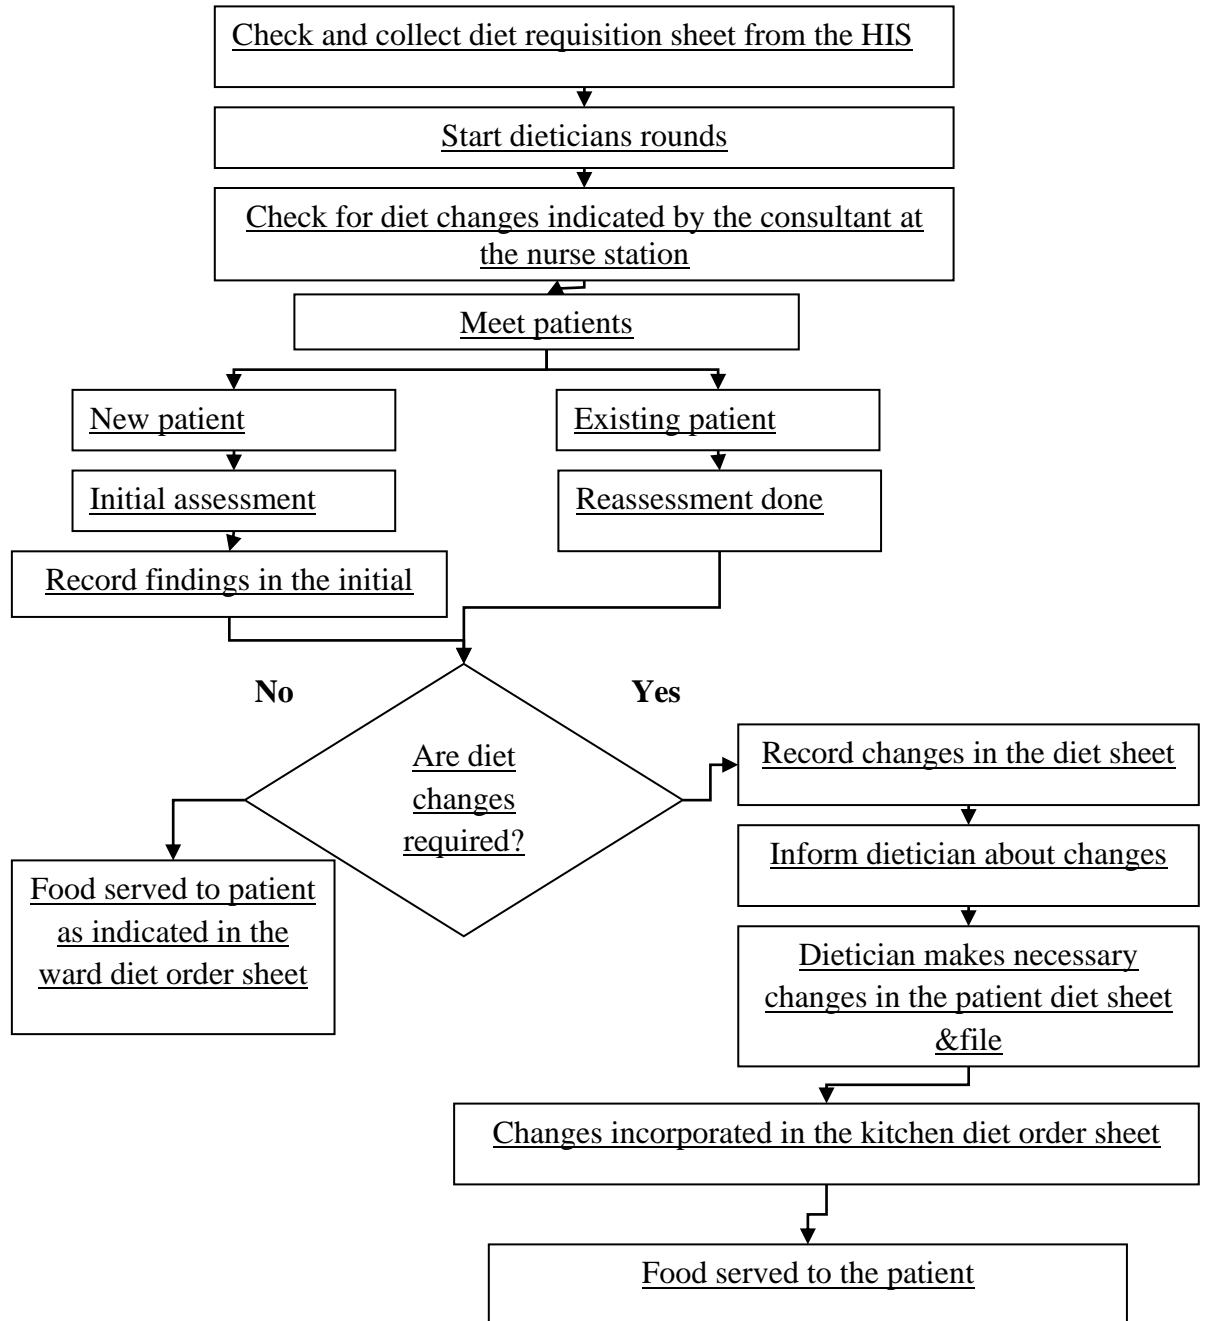 Check and collect diet requisition sheet from the HIS
Start dieticians rounds
Check for diet changes indicated by the consultant at
the nurse station
Meet patients
New patient
Existing patient
Initial assessment
Reassessment done
Record findings in the initial
No
Yes
Are diet
changes
required?
Record changes in the diet sheet
Inform dietician about changes
Food served to patient
as indicated in the
ward diet order sheet
Dietician makes necessary
changes in the patient diet sheet
&file
Changes incorporated in the kitchen diet order sheet
Food served to the patient